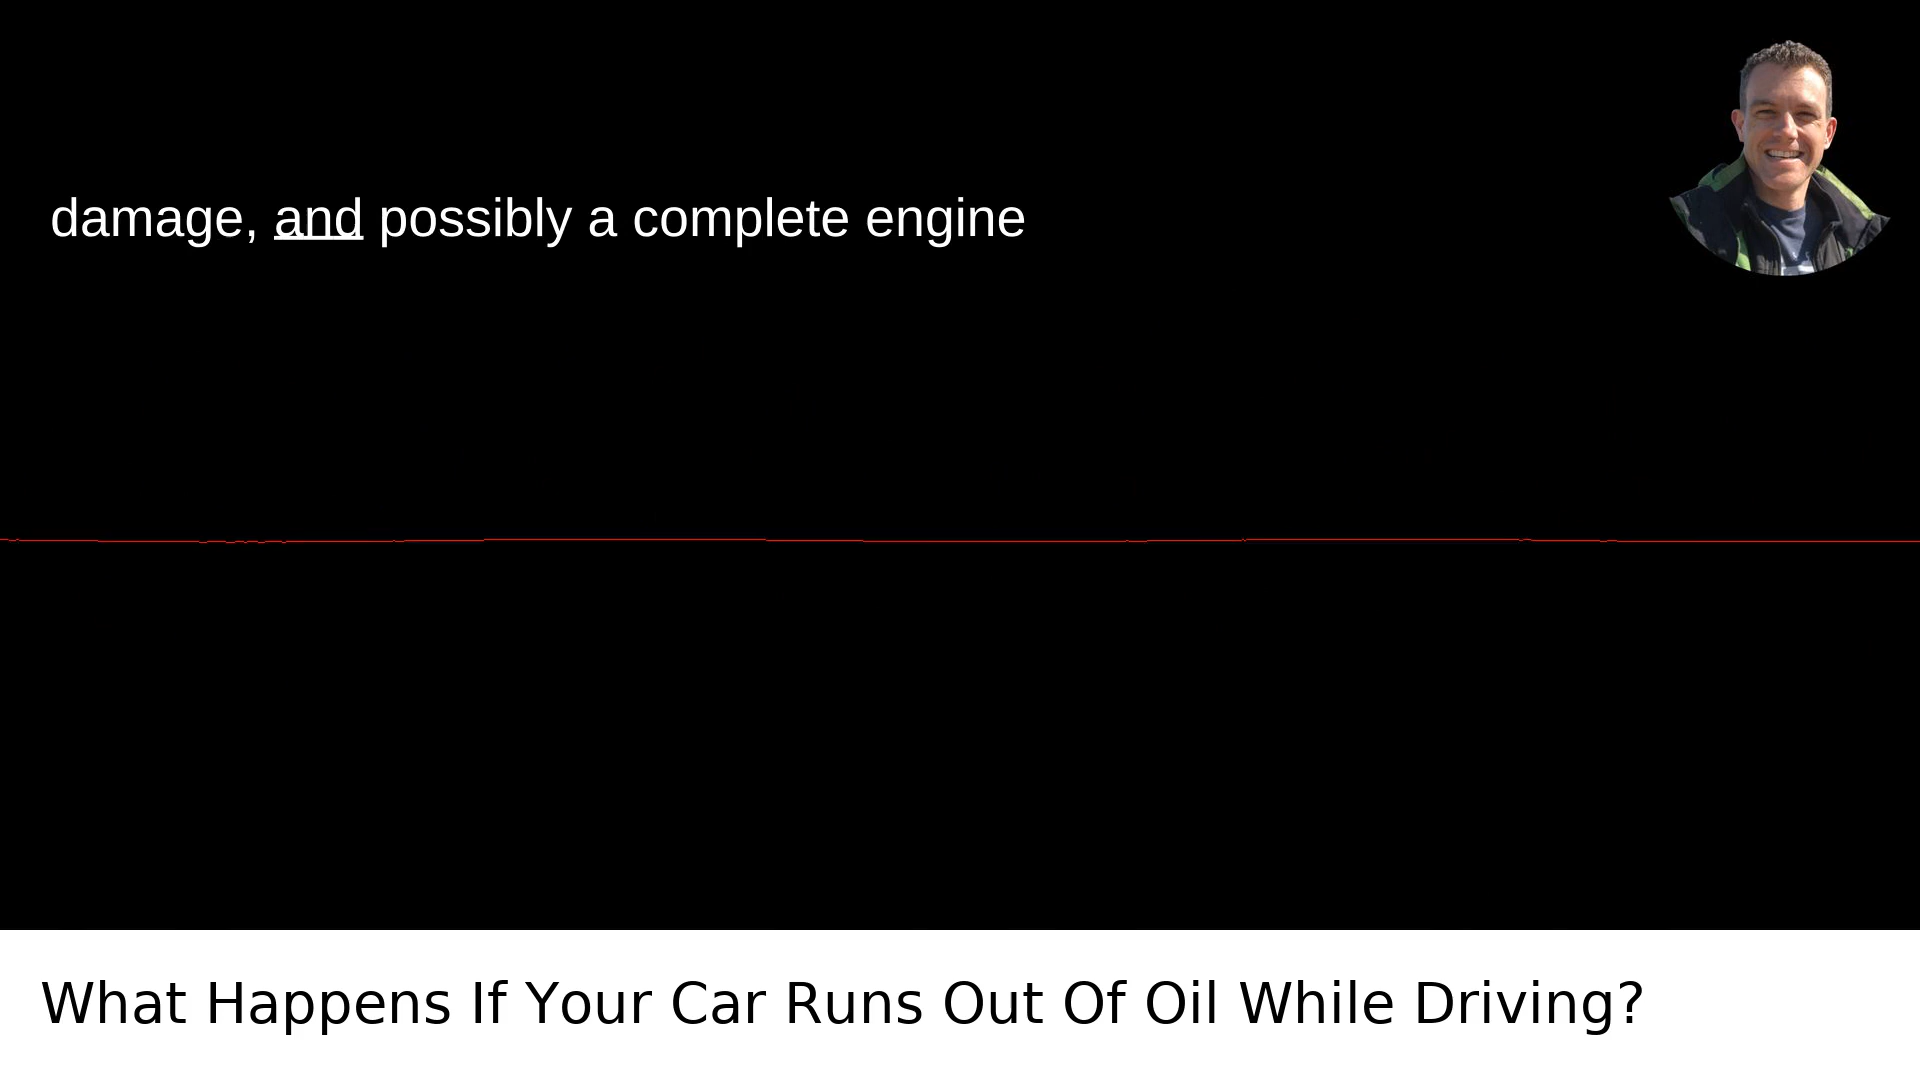 damage, and possibly a complete engine
What Happens If Your Car Runs Out Of Oil While Driving?